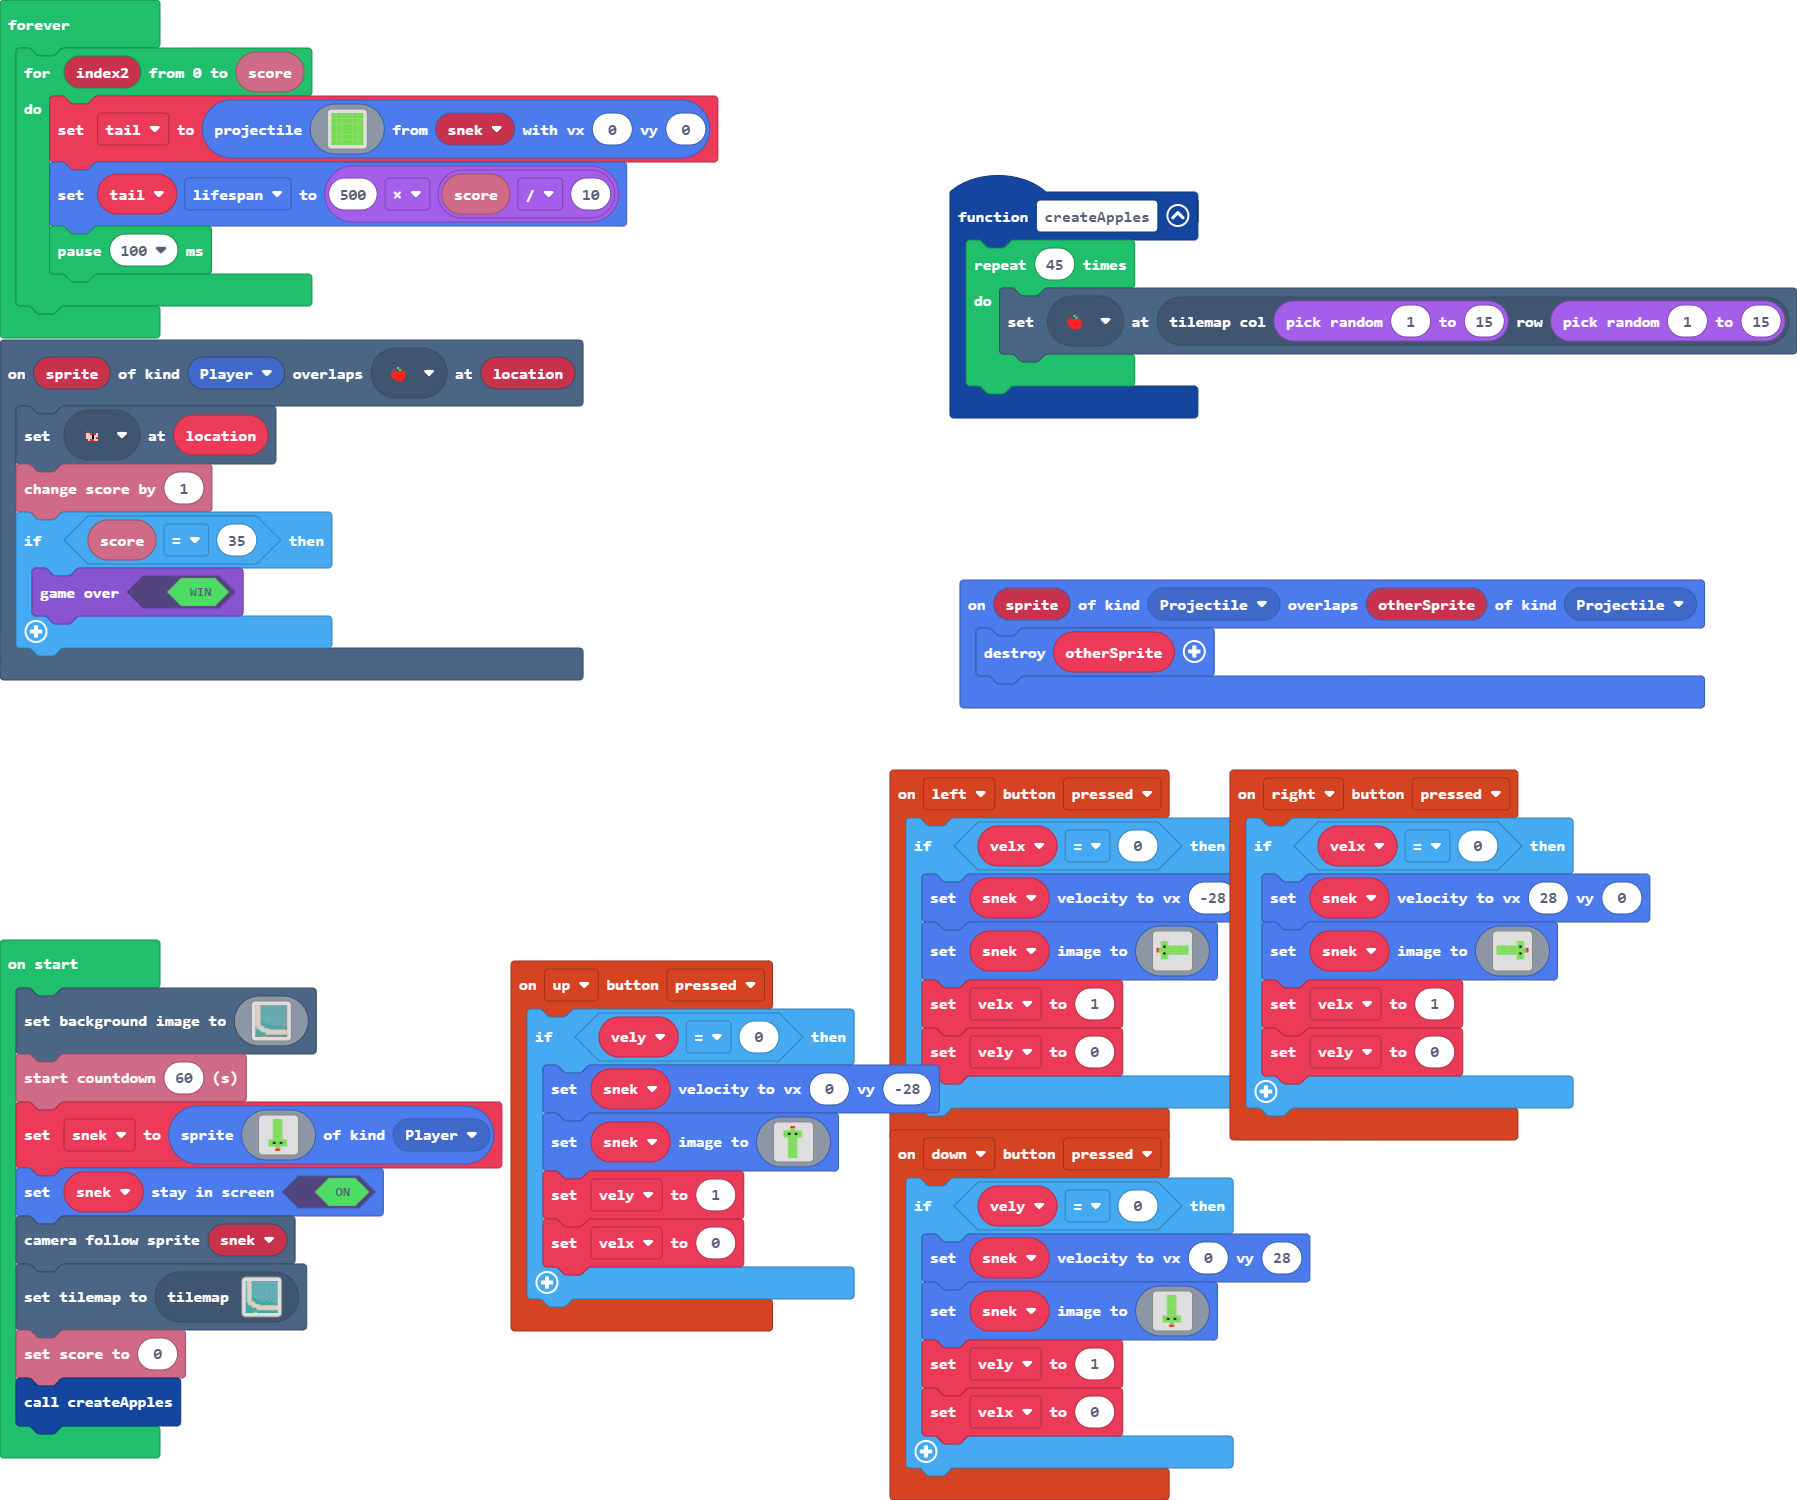 forever
for index2 from 0 to score
do
set tail to projectile from snek with vx 0 vy 0
set tail lifespan to 500 × score / 10
pause 100 ms
on sprite of kind Player overlaps at location
set at location
change score by 1
if score = 35 then
game over WIN
function createApples
repeat 45 times
do
set at tilemap col pick random 1 to 15 row pick random 1 to 15
on sprite of kind Projectile overlaps otherSprite of kind Projectile
destroy otherSprite
on start
set background image to
start countdown 60 (s)
set snek to sprite of kind Player
set snek stay in screen ON
camera follow sprite snek
set tilemap to tilemap
set score to 0
call createApples
on up button pressed
if vely = 0 then
set snek velocity to vx 0 vy -28
set snek image to
set vely to 1
set velx to 0
on left button pressed
if velx = 0 then
set snek velocity to vx -28
set snek image to
set velx to 1
set vely to 0
on right button pressed
if velx = 0 then
set snek velocity to vx 28 vy 0
set snek image to
set velx to 1
set vely to 0
on down button pressed
if vely = 0 then
set snek velocity to vx 0 vy 28
set snek image to
set vely to 1
set velx to 0